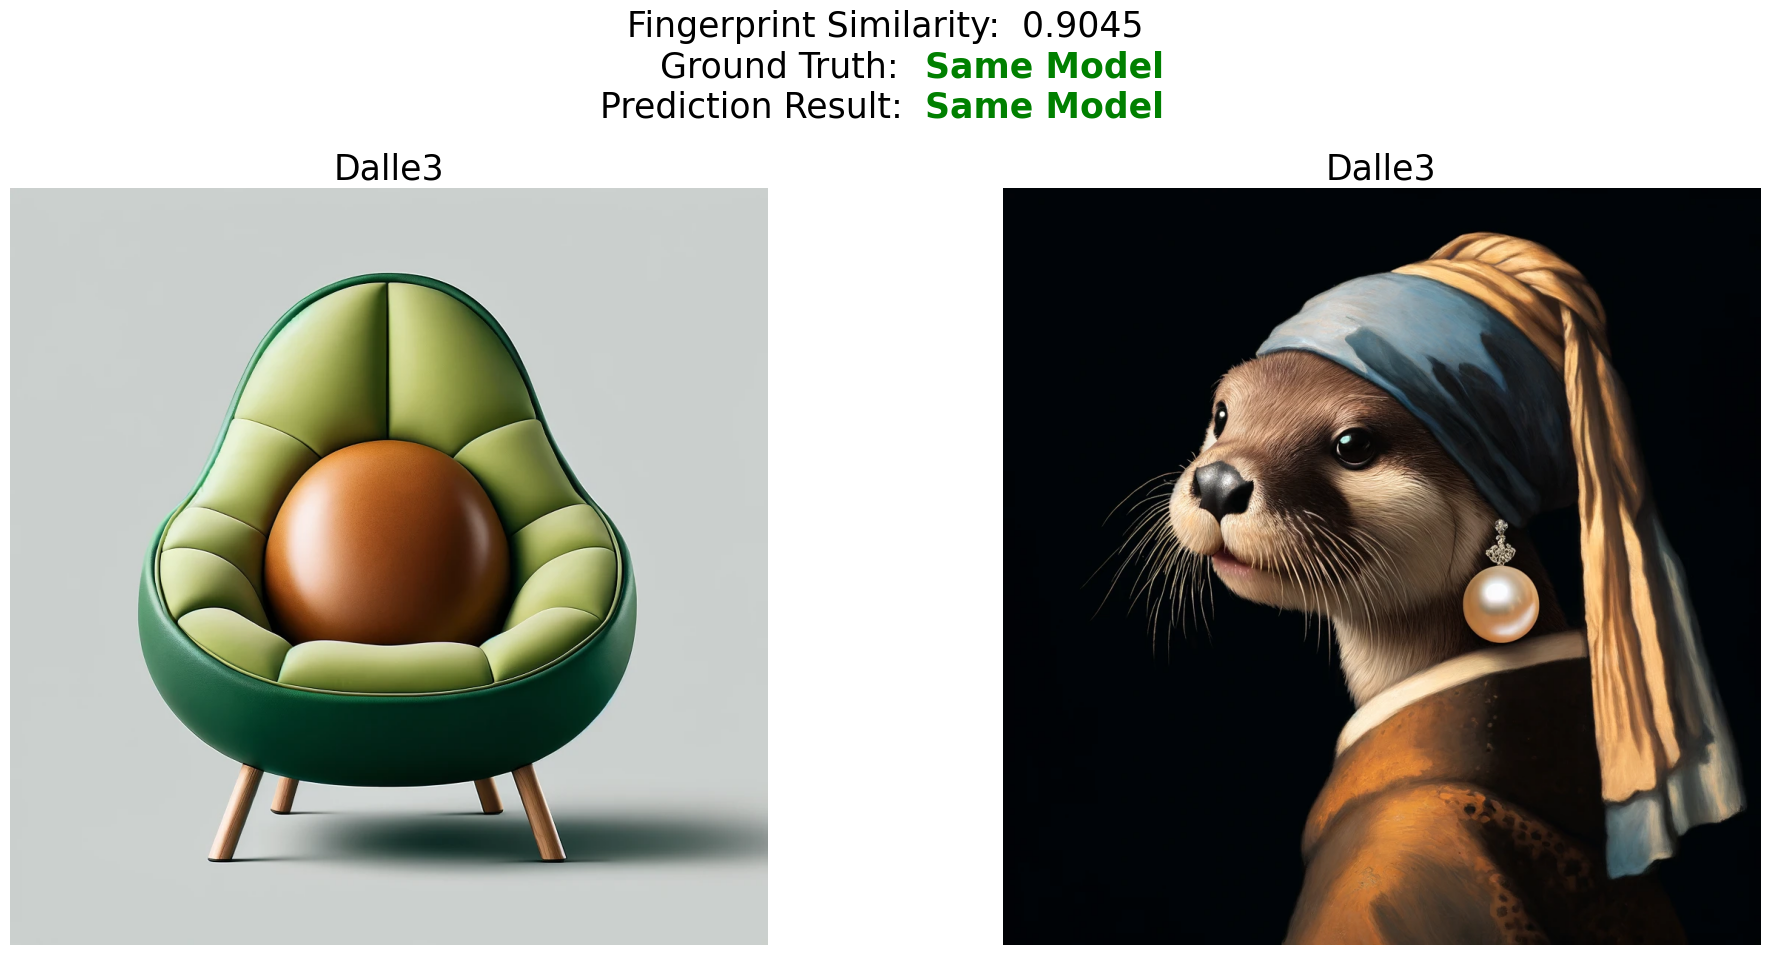 Fingerprint Similarity: 0.9045
Ground Truth: Same Model
Prediction Result: Same Model
Dalle3
Dalle3